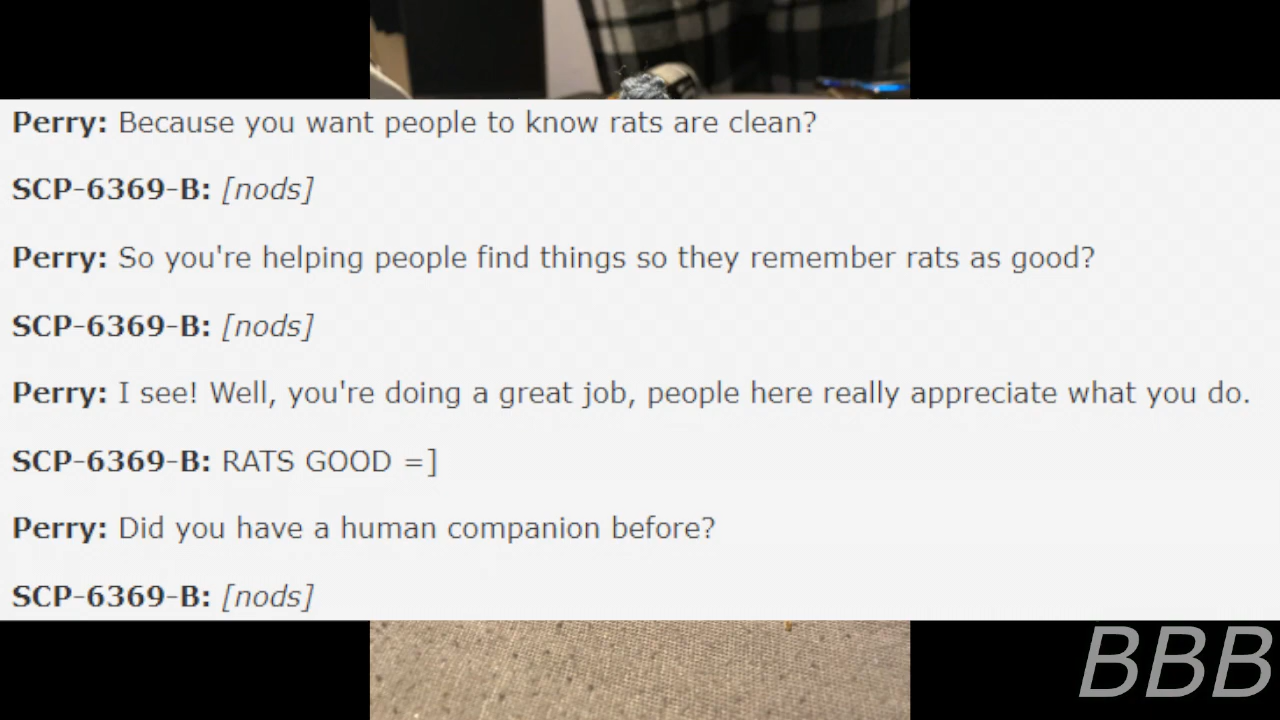 Perry: Because you want people to know rats are clean?
SCP-6369-B: [nods]
Perry: So you're helping people find things so they remember rats as good?
SCP-6369-B: [nods]
Perry: I see! Well, you're doing a great job, people here really appreciate what you do.
SCP-6369-B: RATS GOOD =]
Perry: Did you have a human companion before?
SCP-6369-B: [nods]
BBB